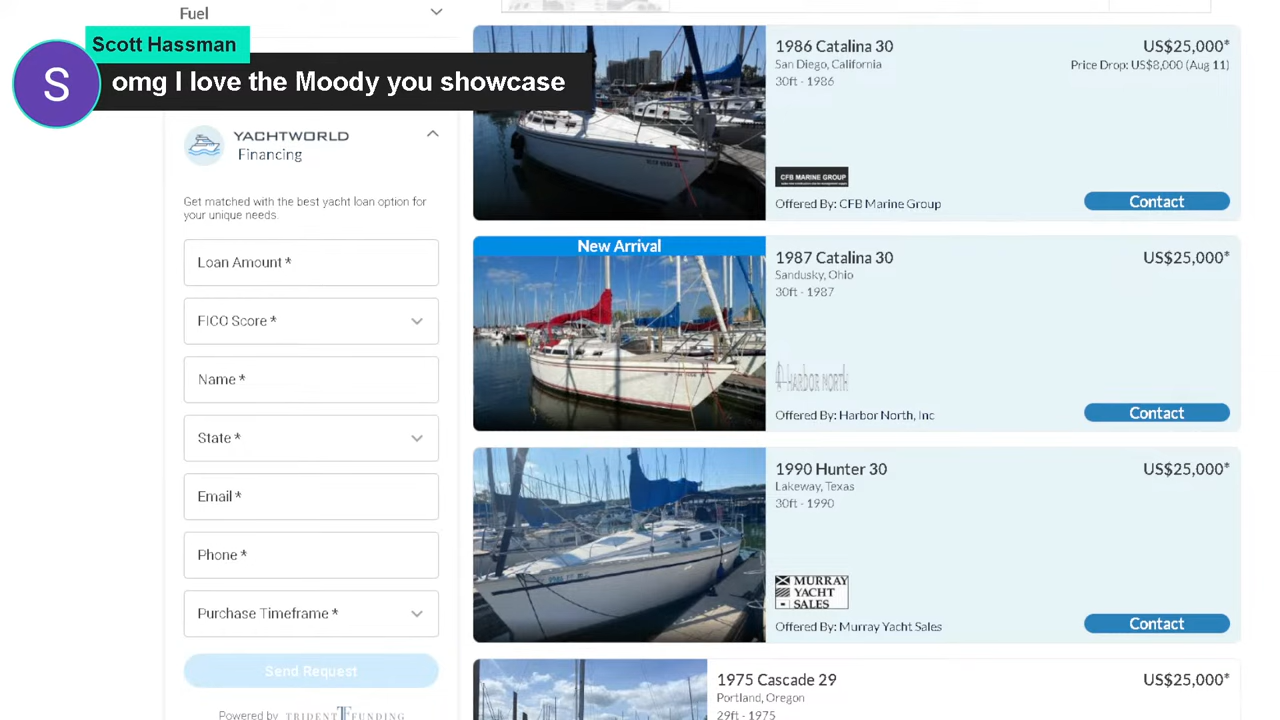 Fuel
Scott Hassman
S
omg I love the Moody you showcase
YACHTWORLD
Financing
Get matched with the best yacht loan option for
your unique needs.
Loan Amount *
FICO Score *
Name *
State *
Email *
Phone *
Purchase Timeframe *
Send Request
Powered by TRIDENT FUNDING
1986 Catalina 30
US$25,000*
San Diego, California
Price Drop: US$8,000 (Aug 11)
30ft - 1986
CFB MARINE GROUP
Offered By: CFB Marine Group
Contact
New Arrival
1987 Catalina 30
US$25,000*
Sandusky, Ohio
30ft - 1987
HARBOR NORTH
Offered By: Harbor North, Inc
Contact
1990 Hunter 30
US$25,000*
Lakeway, Texas
30ft - 1990
MURRAY
YACHT
SALES
Offered By: Murray Yacht Sales
Contact
1975 Cascade 29
US$25,000*
Portland, Oregon
29ft - 1975